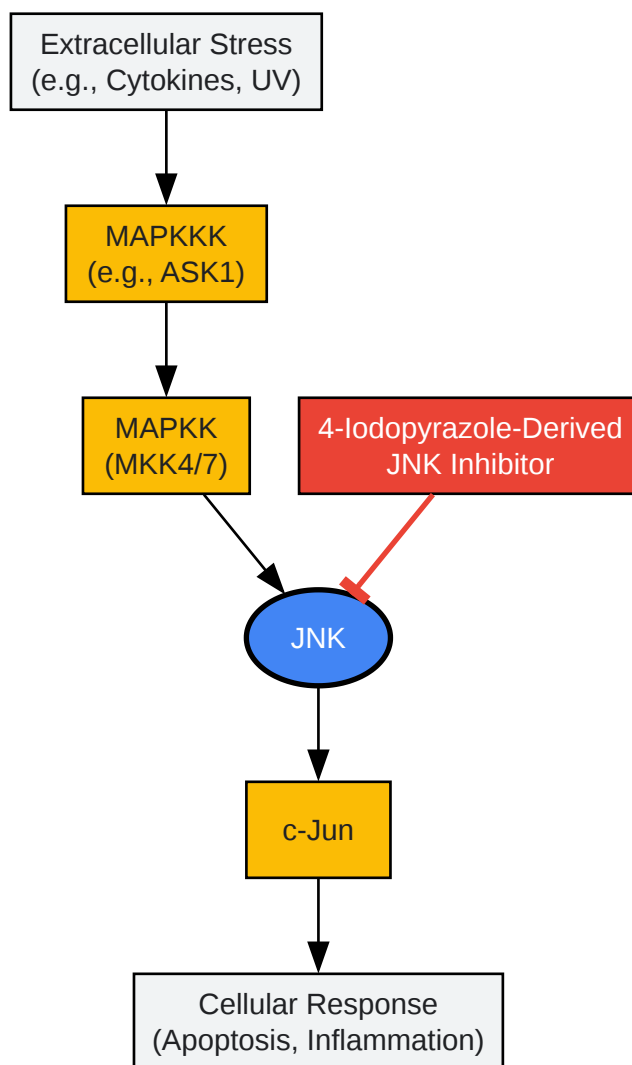 Extracellular Stress
(e.g., Cytokines, UV)
MAPKKK
(e.g., ASK1)
MAPKK
(MKK4/7)
4-Iodopyrazole-Derived
JNK Inhibitor
JNK
c-Jun
Cellular Response
(Apoptosis, Inflammation)